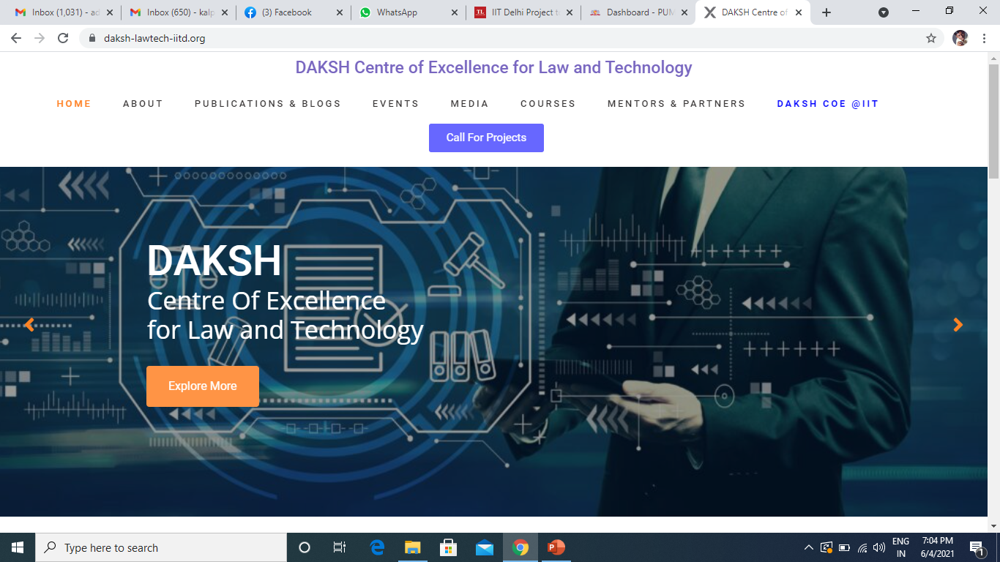 Inbox (1,031) - ad
Inbox (650) - kalp
(3) Facebook
WhatsApp
IIT Delhi Project t
Dashboard - PUM
DAKSH Centre of
daksh-lawtech-iitd.org
DAKSH Centre of Excellence for Law and Technology
HOME ABOUT PUBLICATIONS & BLOGS EVENTS MEDIA COURSES MENTORS & PARTNERS DAKSH COE @IIT
Call For Projects
DAKSH
Centre Of Excellence
for Law and Technology
Explore More
Type here to search
ENG
IN
7:04 PM
6/4/2021
1